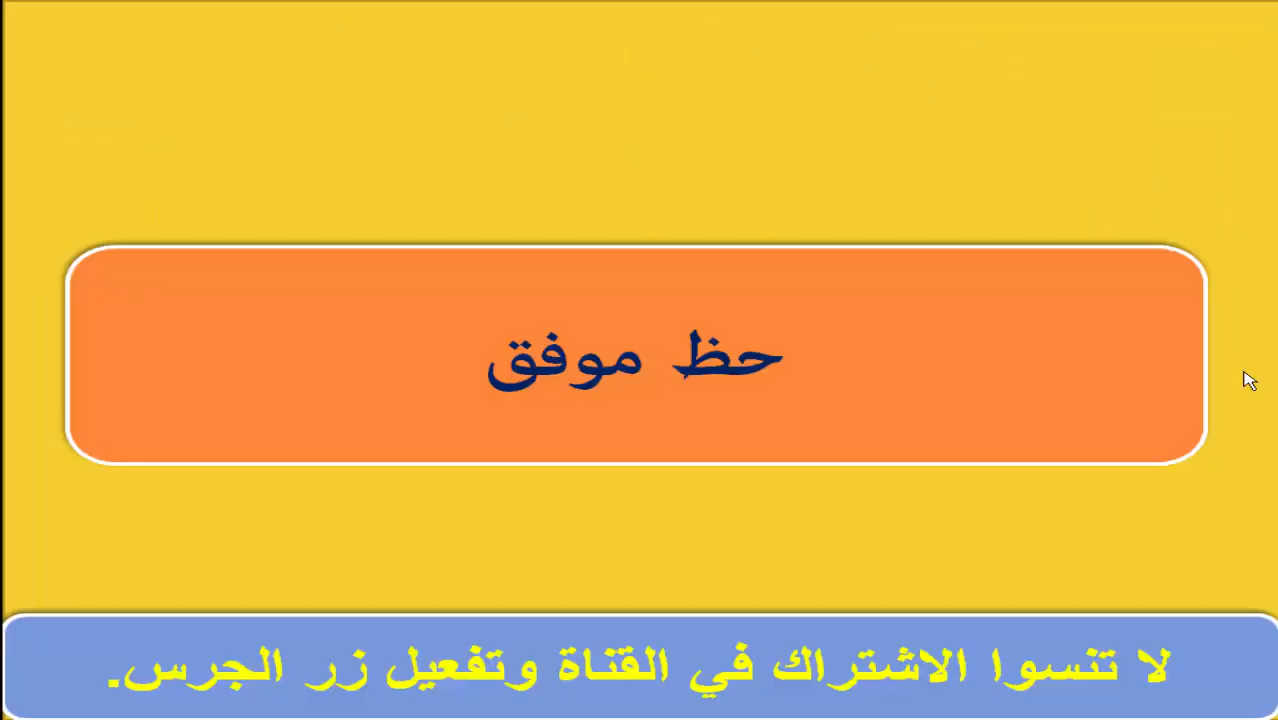 حظ موفق
لا تنسوا الاشتراك في القناة وتفعيل زر الجرس.